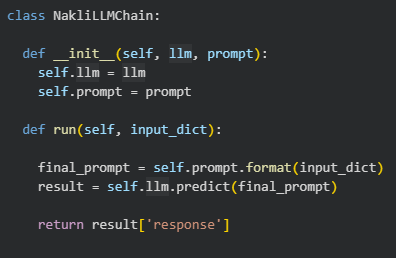 class NakliLLMChain:
  def __init__(self, llm, prompt):
    self.llm = llm
    self.prompt = prompt
  def run(self, input_dict):
    final_prompt = self.prompt.format(input_dict)
    result = self.llm.predict(final_prompt)
    return result['response']